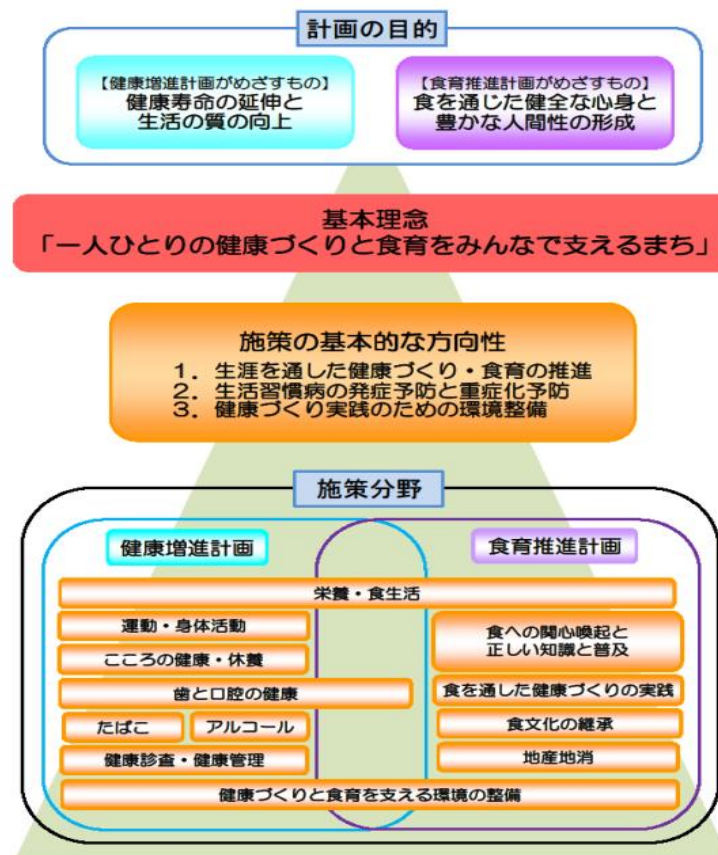 計画の目的
【健康増進計画がめざすもの】
健康寿命の延伸と
生活の質の向上
【食育推進計画がめざすもの】
食を通じた健全な心身と
豊かな人間性の形成
基本理念
「一人ひとりの健康づくりと食育をみんなで支えるまち」
施策の基本的な方向性
1．生涯を通した健康づくり・食育の推進
2．生活習慣病の発症予防と重症化予防
3．健康づくり実践のための環境整備
施策分野
健康増進計画
食育推進計画
栄養・食生活
運動・身体活動
こころの健康・休養
歯と口腔の健康
たばこ
アルコール
健康診査・健康管理
食への関心喚起と
正しい知識と普及
食を通した健康づくりの実践
食文化の継承
地産地消
健康づくりと食育を支える環境の整備